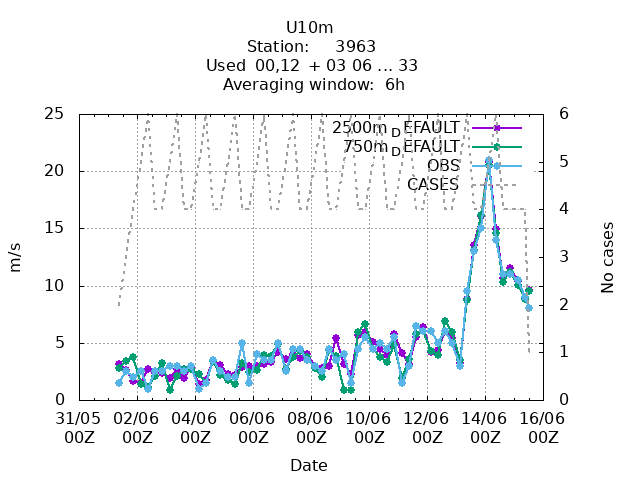 U10m
Station: 3963
Used 00,12 + 03 06 ... 33
Averaging window: 6h
25
20
15
10
5
0
m/s
6
5
4
3
2
1
0
No cases
2500m_DEFAULT
750m_DEFAULT
OBS
CASES
31/05 02/06 04/06 06/06 08/06 10/06 12/06 14/06 16/06
00Z 00Z 00Z 00Z 00Z 00Z 00Z 00Z 00Z
Date